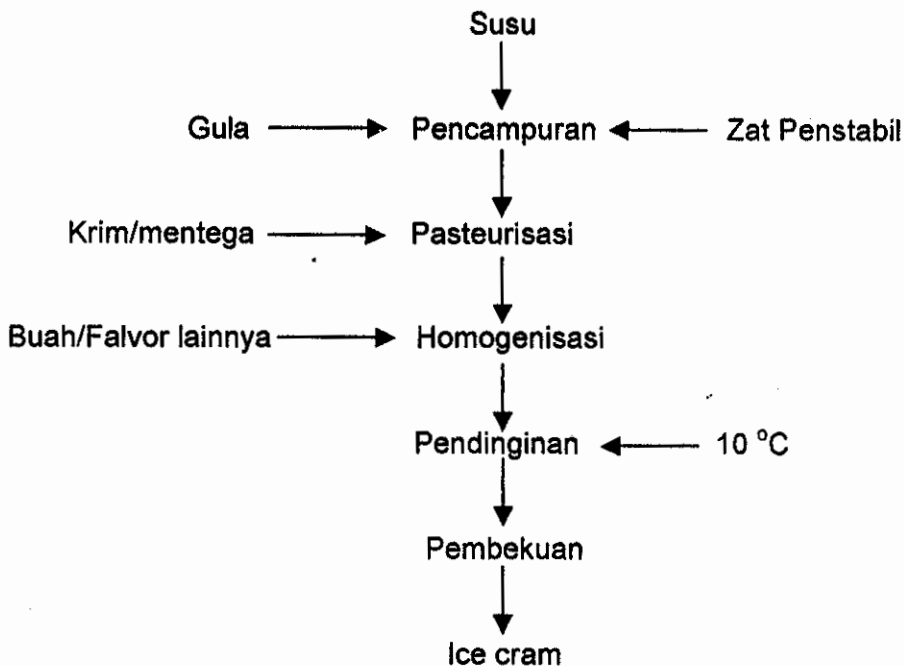 Susu
Gula Pencampuran Zat Penstabil
Krim/mentega Pasteurisasi
Buah/Falvor lainnya Homogenisasi
Pendinginan 10 °C
Pembekuan
Ice cram